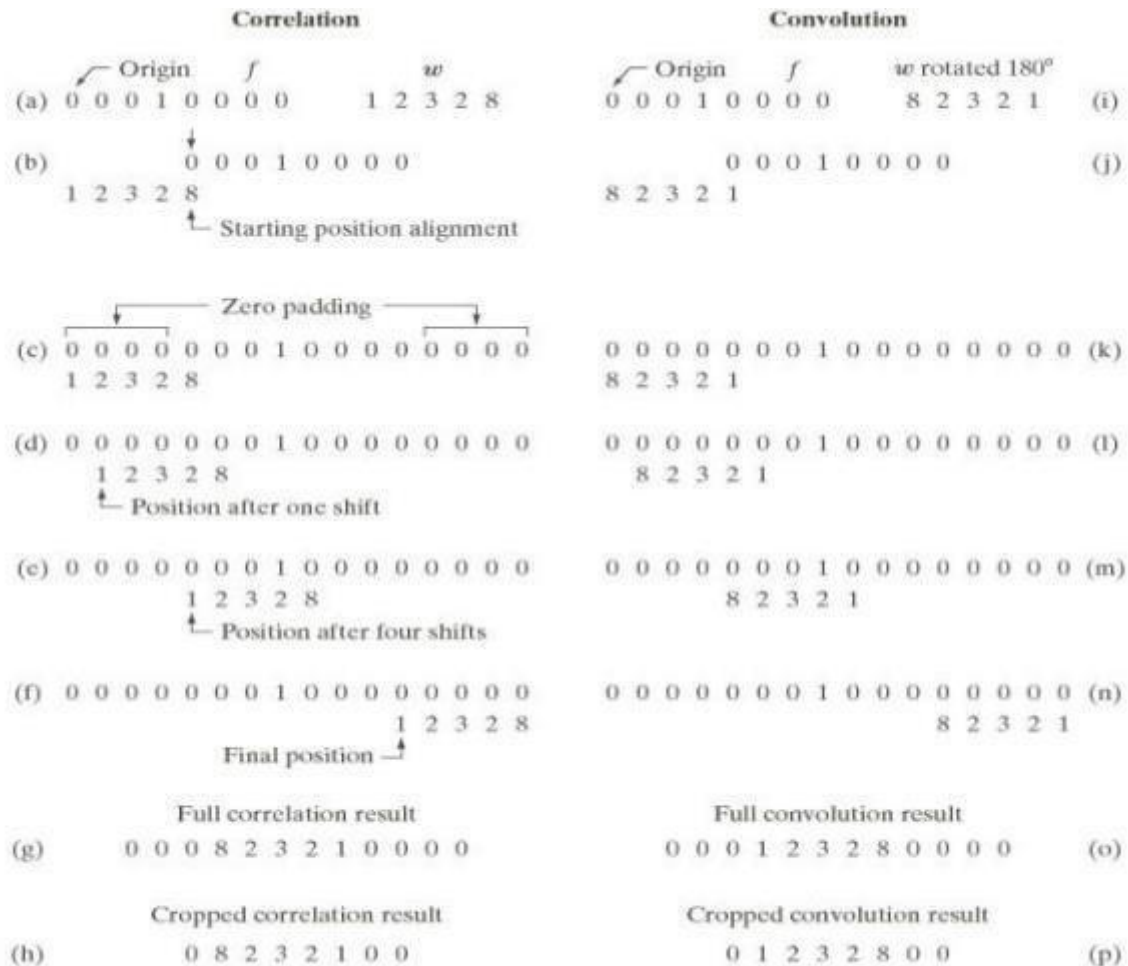 Correlation Convolution
Origin f w Origin f w rotated 180°
(a) 0 0 0 1 0 0 0 0 1 2 3 2 8 0 0 0 1 0 0 0 0 8 2 3 2 1 (i)
(b) 0 0 0 1 0 0 0 0 0 0 0 1 0 0 0 0 (j)
1 2 3 2 8 8 2 3 2 1
Starting position alignment
Zero padding
(c) 0 0 0 0 0 0 0 1 0 0 0 0 0 0 0 0 0 0 0 0 0 0 0 1 0 0 0 0 0 0 0 0 (k)
1 2 3 2 8 8 2 3 2 1
(d) 0 0 0 0 0 0 0 1 0 0 0 0 0 0 0 0 0 0 0 0 0 0 0 1 0 0 0 0 0 0 0 0 (l)
1 2 3 2 8 8 2 3 2 1
Position after one shift
(e) 0 0 0 0 0 0 0 1 0 0 0 0 0 0 0 0 0 0 0 0 0 0 0 1 0 0 0 0 0 0 0 0 (m)
1 2 3 2 8 8 2 3 2 1
Position after four shifts
(f) 0 0 0 0 0 0 0 1 0 0 0 0 0 0 0 0 0 0 0 0 0 0 0 1 0 0 0 0 0 0 0 0 (n)
1 2 3 2 8 8 2 3 2 1
Final position
Full correlation result Full convolution result
(g) 0 0 0 8 2 3 2 1 0 0 0 0 0 0 0 1 2 3 2 8 0 0 0 0 (o)
Cropped correlation result Cropped convolution result
(h) 0 8 2 3 2 1 0 0 0 1 2 3 2 8 0 0 (p)